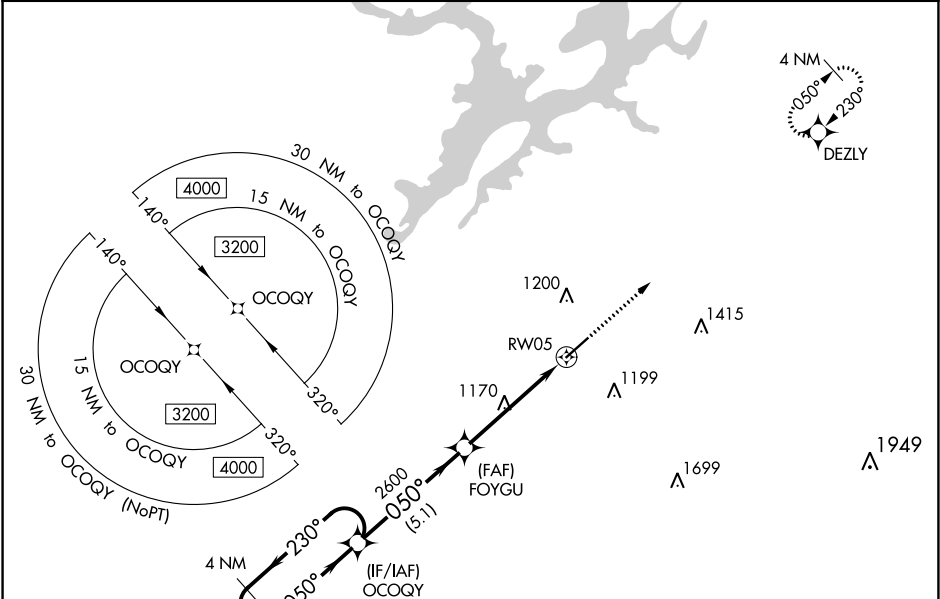 4 NM
050°
230°
DEZLY
30 NM to OCOQY
4000
15 NM to OCOQY
140°
3200
OCOQY
320°
140°
OCOQY
15 NM to OCOQY
3200
320°
4000
30 NM to OCOQY (NoPT)
1200
1415
RW05
1170
1199
1949
1699
(FAF)
FOYGU
2600
050°
(5.1)
230°
4 NM
050°
(IF/IAF)
OCOQY